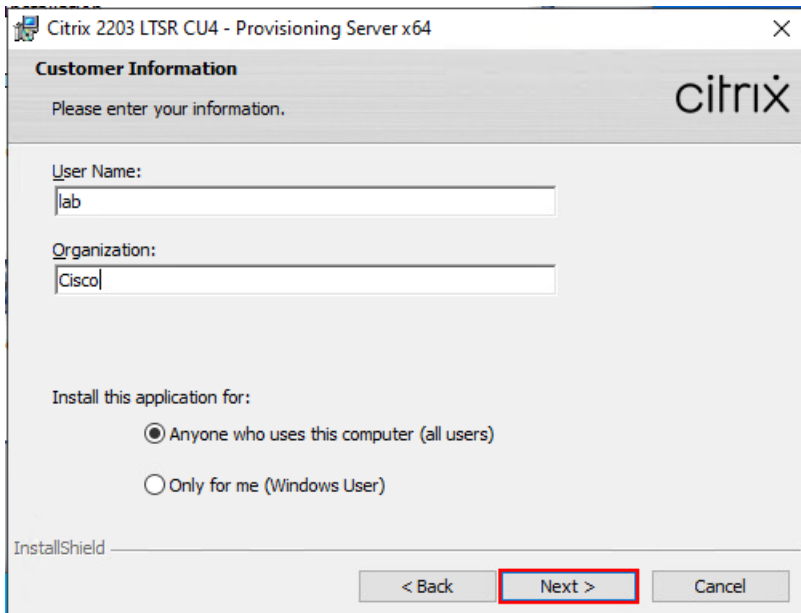 Citrix 2203 LTSR CU4 - Provisioning Server x64
Customer Information
Please enter your information.
citrix
User Name:
lab
Organization:
Cisco
Install this application for:
Anyone who uses this computer (all users)
Only for me (Windows User)
InstallShield
< Back Next > Cancel